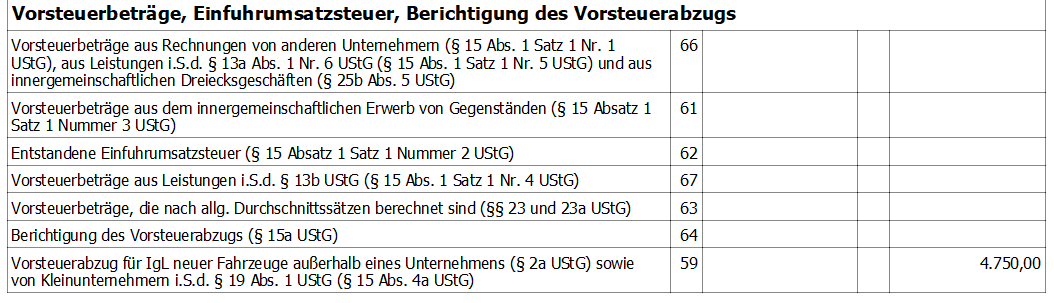 Vorsteuerbeträge, Einfuhrumsatzsteuer, Berichtigung des Vorsteuerabzugs
Vorsteuerbeträge aus Rechnungen von anderen Unternehmern (§ 15 Abs. 1 Satz 1 Nr. 1 66
UStG), aus Leistungen i.S.d. § 13a Abs. 1 Nr. 6 UStG (§ 15 Abs. 1 Satz 1 Nr. 5 UStG) und aus
innergemeinschaftlichen Dreiecksgeschäften (§ 25b Abs. 5 UStG)
Vorsteuerbeträge aus dem innergemeinschaftlichen Erwerb von Gegenständen (§ 15 Absatz 1 61
Satz 1 Nummer 3 UStG)
Entstandene Einfuhrumsatzsteuer (§ 15 Absatz 1 Satz 1 Nummer 2 UStG) 62
Vorsteuerbeträge aus Leistungen i.S.d. § 13b UStG (§ 15 Abs. 1 Satz 1 Nr. 4 UStG) 67
Vorsteuerbeträge, die nach allg. Durchschnittssätzen berechnet sind (§§ 23 und 23a UStG) 63
Berichtigung des Vorsteuerabzugs (§ 15a UStG) 64
Vorsteuerabzug für IgL neuer Fahrzeuge außerhalb eines Unternehmens (§ 2a UStG) sowie 59 4.750,00
von Kleinunternehmern i.S.d. § 19 Abs. 1 UStG (§ 15 Abs. 4a UStG)